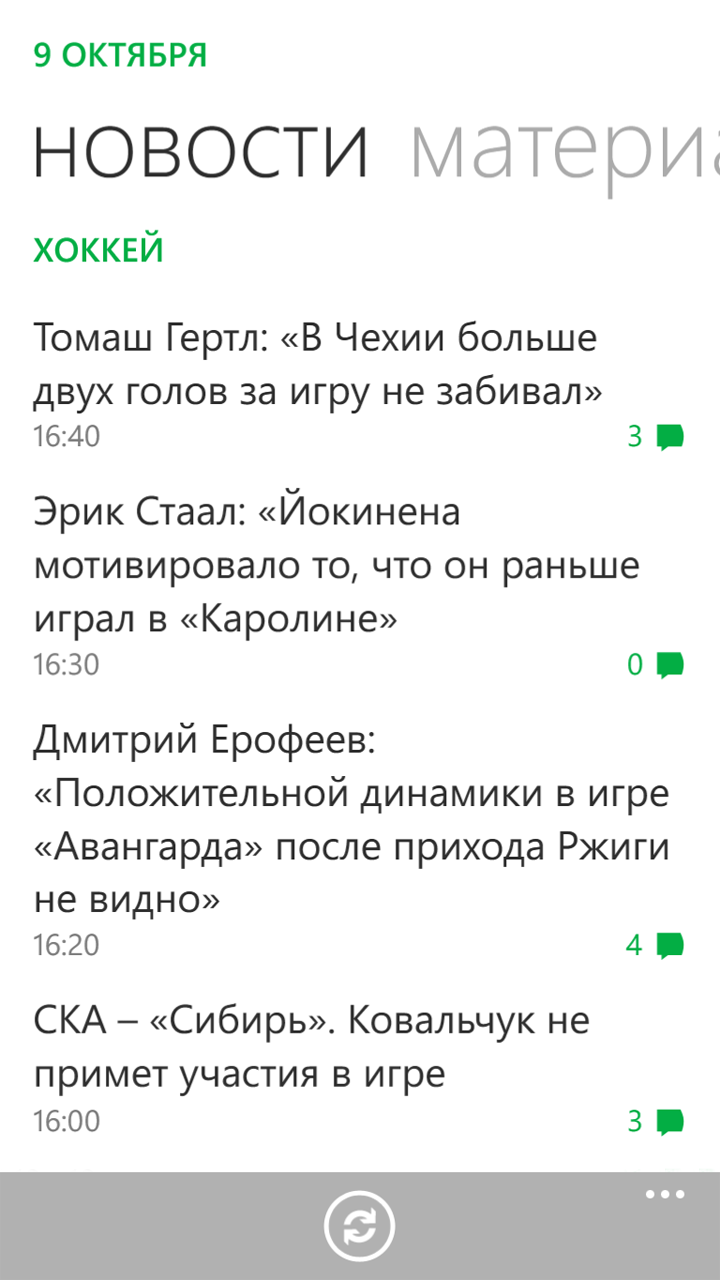 9 ОКТЯБРЯ
новости материа
ХОККЕЙ
Томаш Гертл: «В Чехии больше
двух голов за игру не забивал»
16:40 3
Эрик Стаал: «Йокинена
мотивировало то, что он раньше
играл в «Каролине»
16:30 0
Дмитрий Ерофеев:
«Положительной динамики в игре
«Авангарда» после прихода Ржиги
не видно»
16:20 4
СКА – «Сибирь». Ковальчук не
примет участия в игре
16:00 3